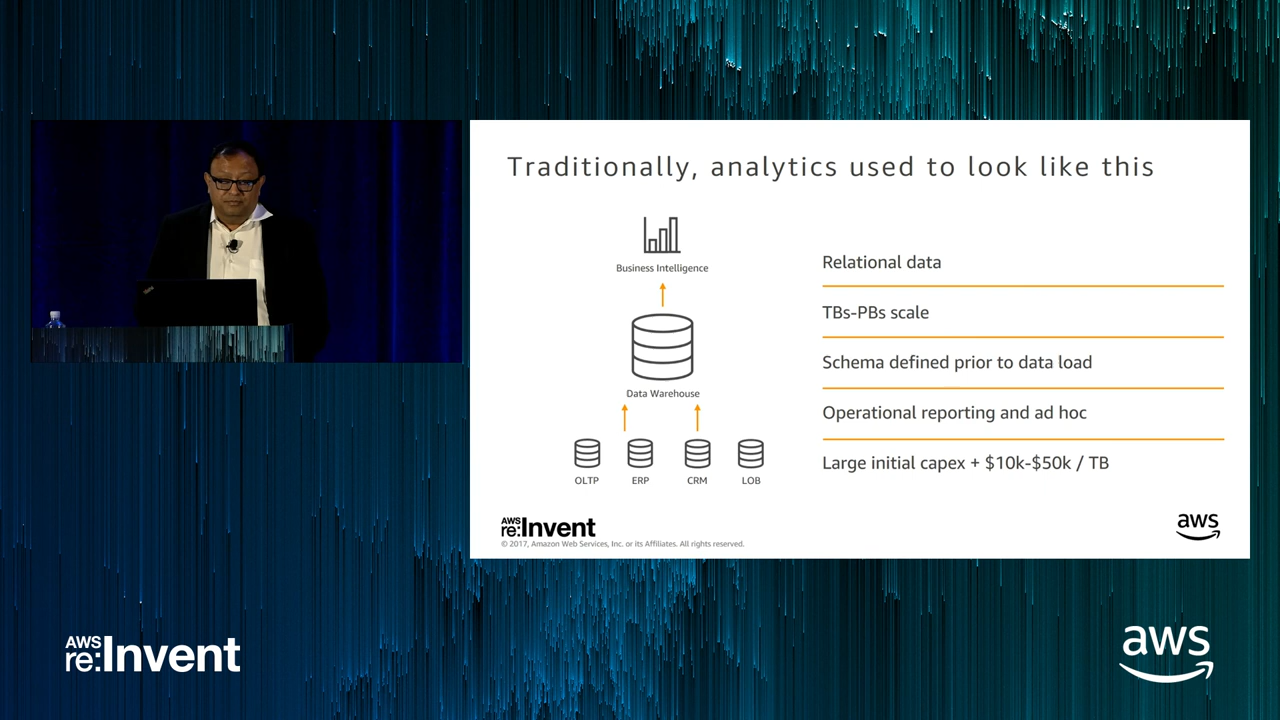 Traditionally, analytics used to look like this
Business Intelligence
Data Warehouse
OLTP
ERP
CRM
LOB
Relational data
TBs-PBs scale
Schema defined prior to data load
Operational reporting and ad hoc
Large initial capex + $10k-$50k / TB
AWS
re:Invent
© 2017, Amazon Web Services, Inc. or its Affiliates. All rights reserved.
aws
AWS
re:Invent
aws